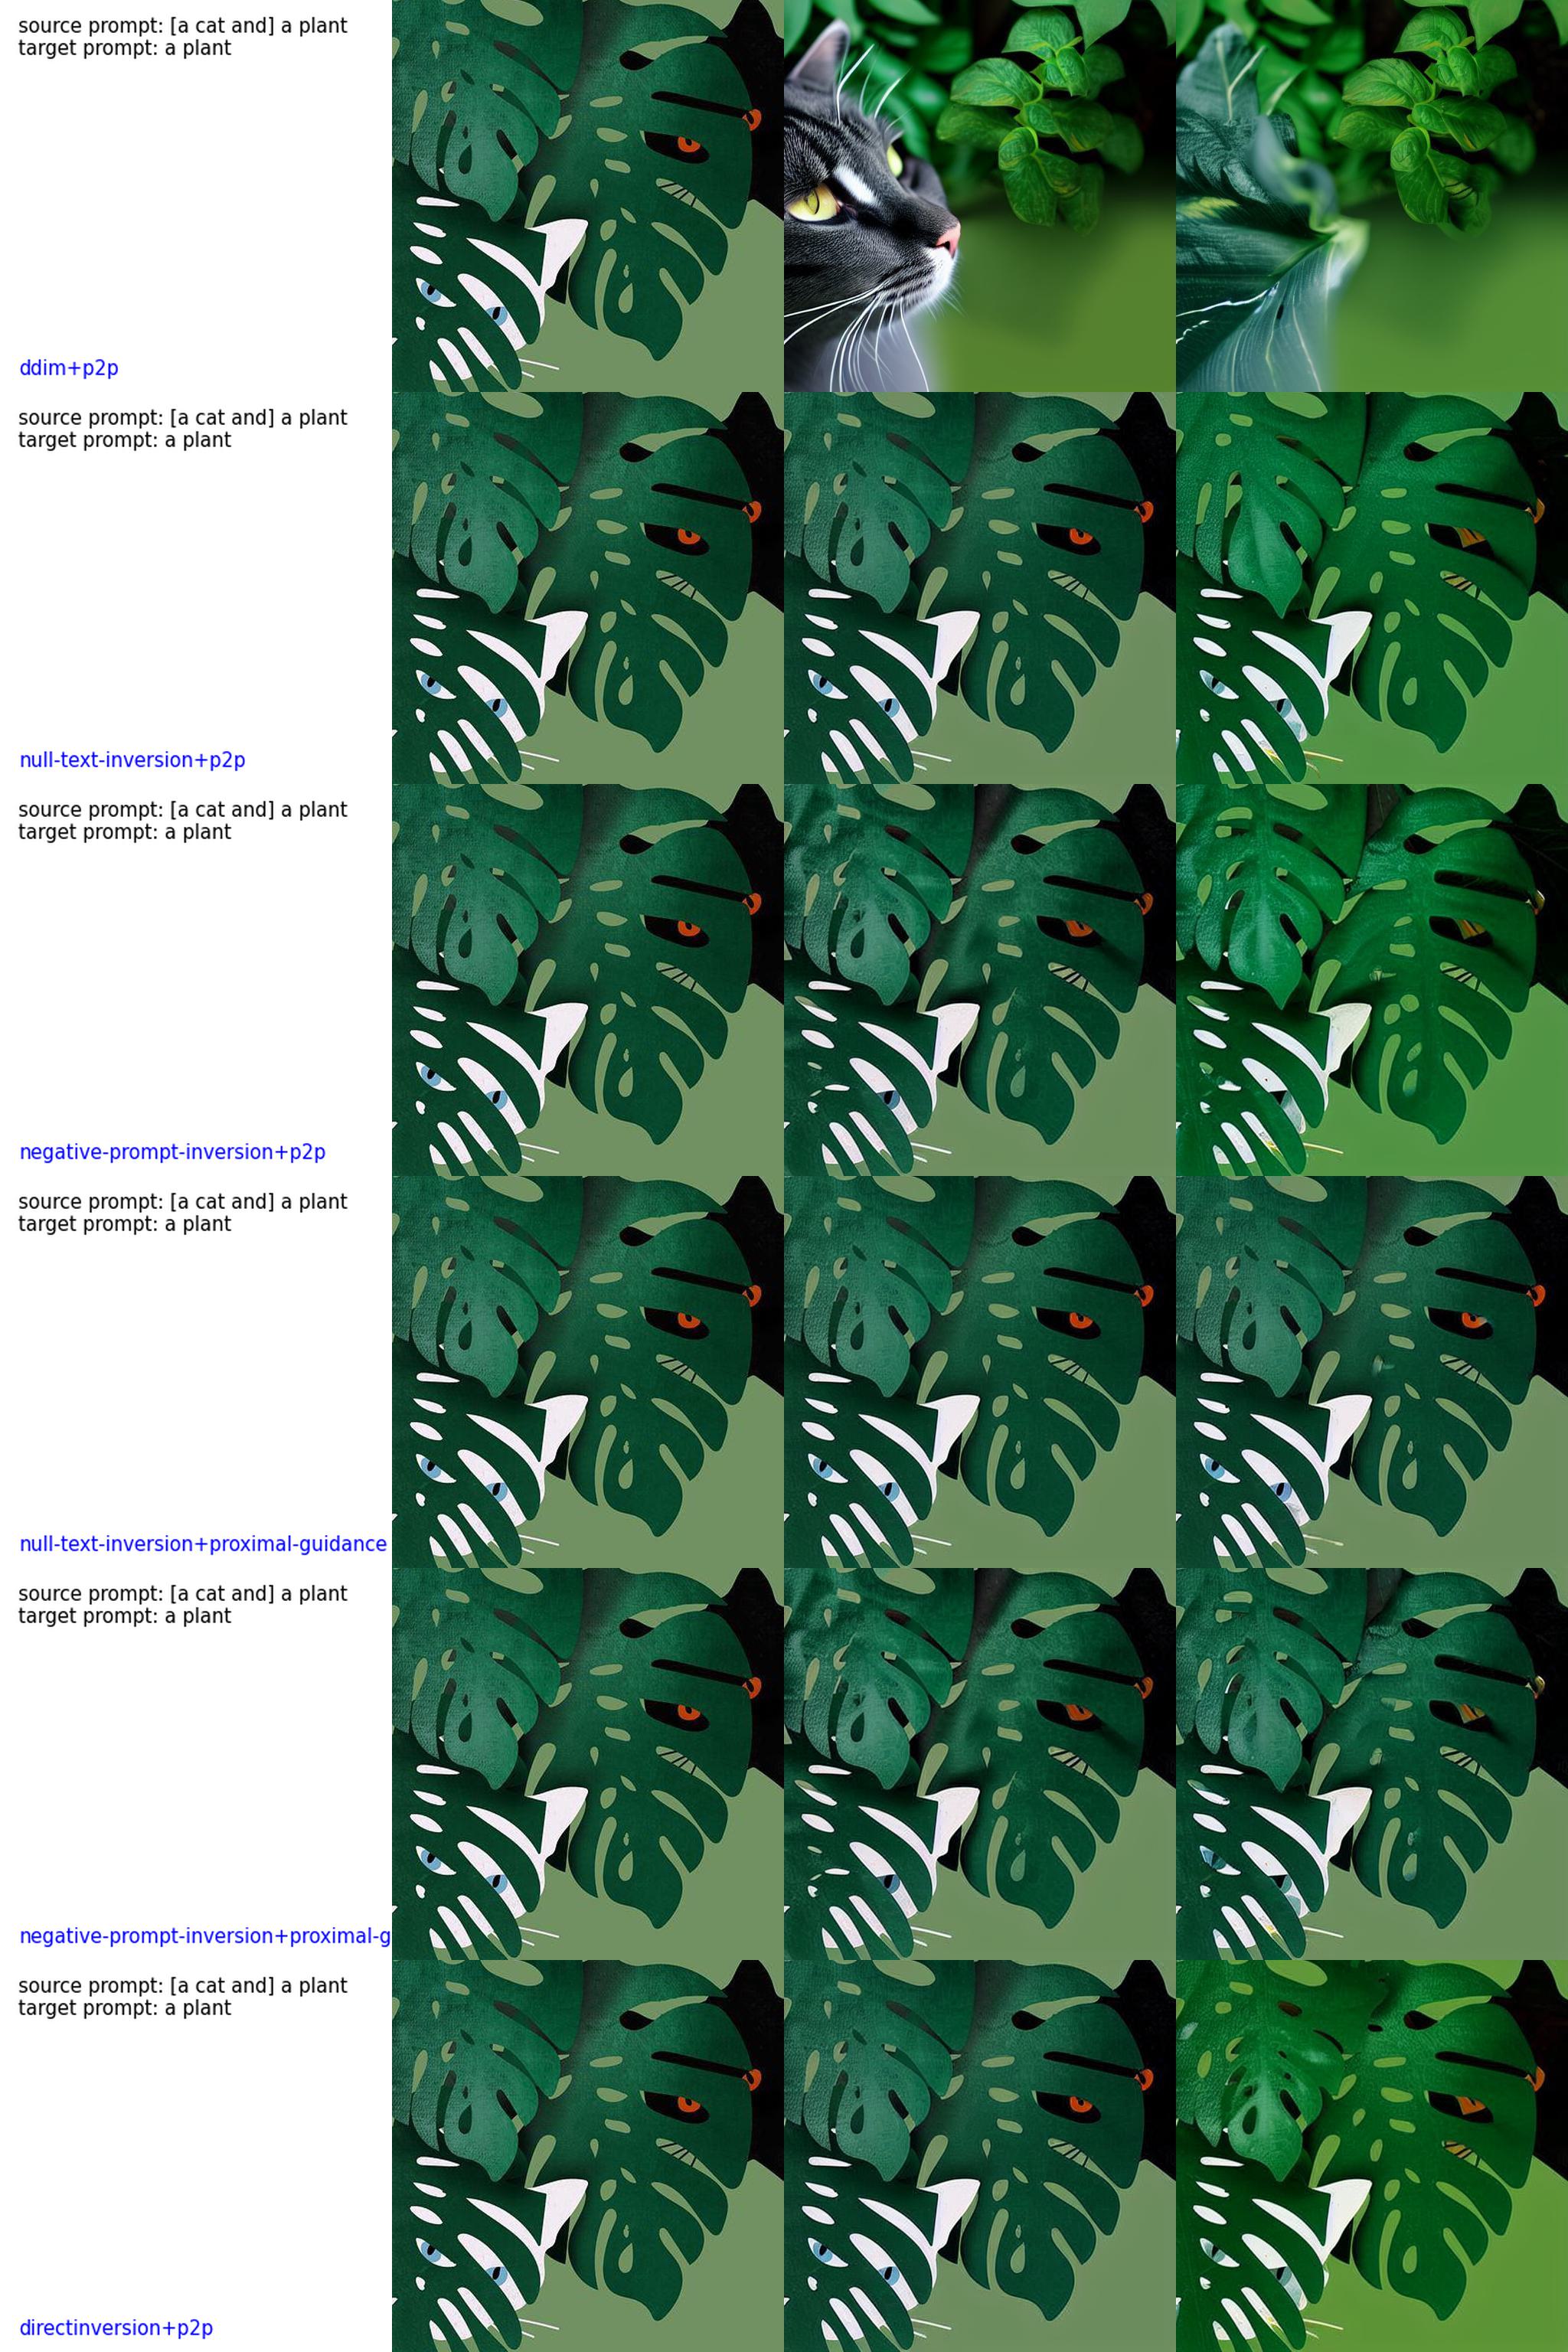 source prompt: [a cat and] a plant
target prompt: a plant
ddim+p2p
source prompt: [a cat and] a plant
target prompt: a plant
null-text-inversion+p2p
source prompt: [a cat and] a plant
target prompt: a plant
negative-prompt-inversion+p2p
source prompt: [a cat and] a plant
target prompt: a plant
null-text-inversion+proximal-guidance
source prompt: [a cat and] a plant
target prompt: a plant
negative-prompt-inversion+proximal-g
source prompt: [a cat and] a plant
target prompt: a plant
directinversion+p2p